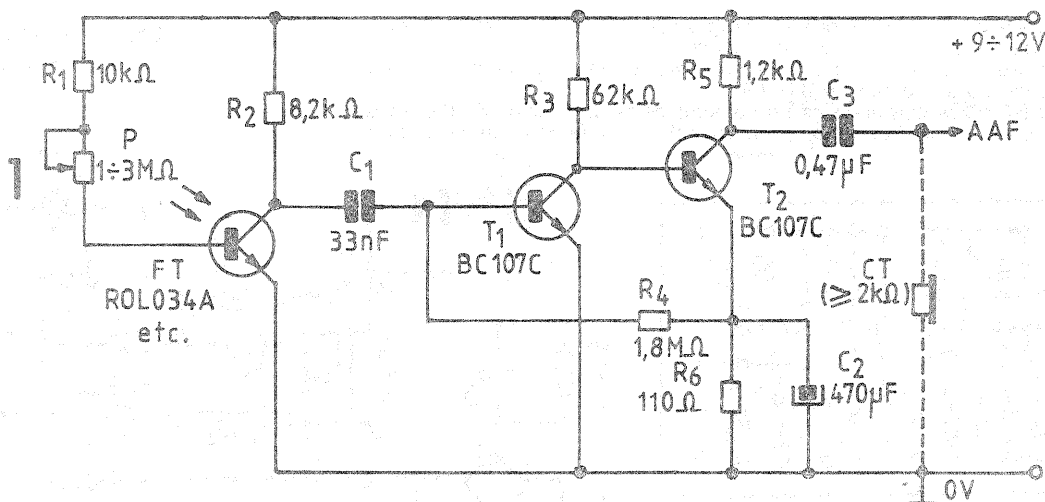 + 9÷12V
R1
10kΩ
R2
8,2kΩ
R3
62kΩ
R5
1,2kΩ
C3
0,47µF
AAF
P
1÷3MΩ
1
C1
33nF
T1
BC107C
T2
BC107C
FT
ROL034A
etc.
R4
1,8MΩ
R6
110Ω
C2
470µF
CT
(≥2kΩ)
0V